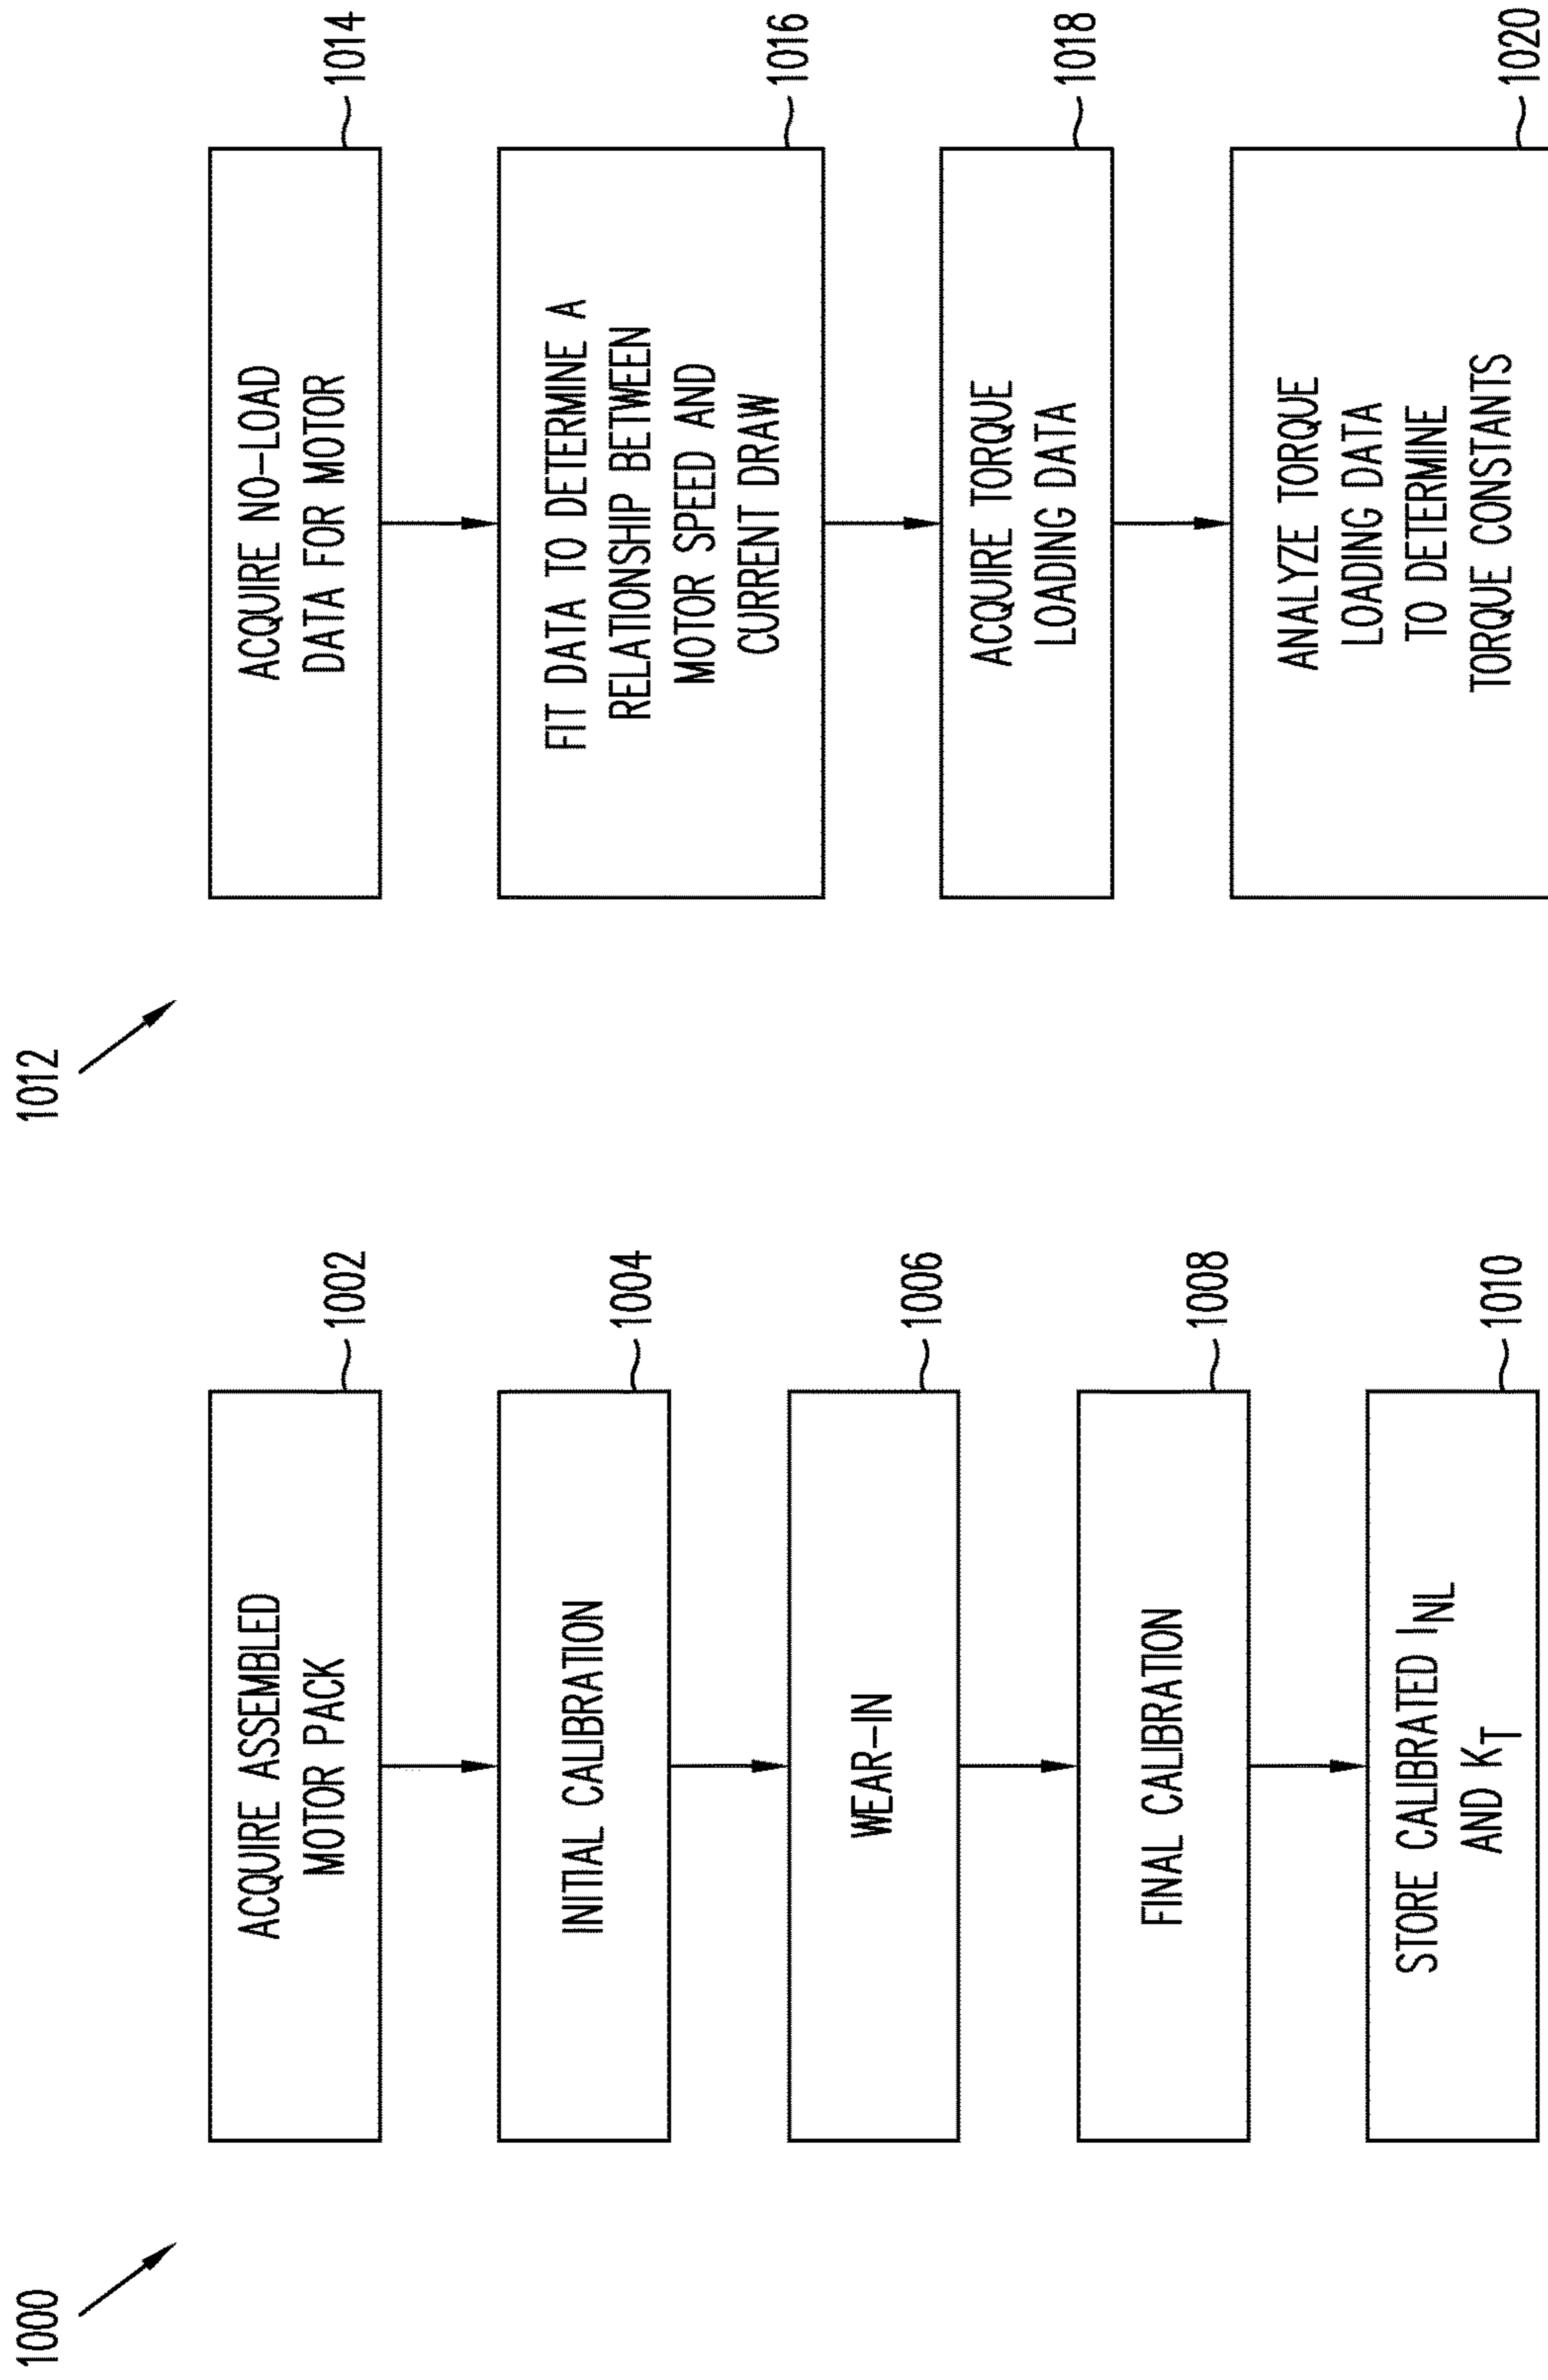 1000
ACQUIRE ASSEMBLED
MOTOR PACK
1002
INITIAL CALIBRATION
1004
WEAR-IN
1006
FINAL CALIBRATION
1008
STORE CALIBRATED I_NL
AND K_T
1010
1012
ACQUIRE NO-LOAD
DATA FOR MOTOR
1014
FIT DATA TO DETERMINE A
RELATIONSHIP BETWEEN
MOTOR SPEED AND
CURRENT DRAW
1016
ACQUIRE TORQUE
LOADING DATA
1018
ANALYZE TORQUE
LOADING DATA
TO DETERMINE
TORQUE CONSTANTS
1020